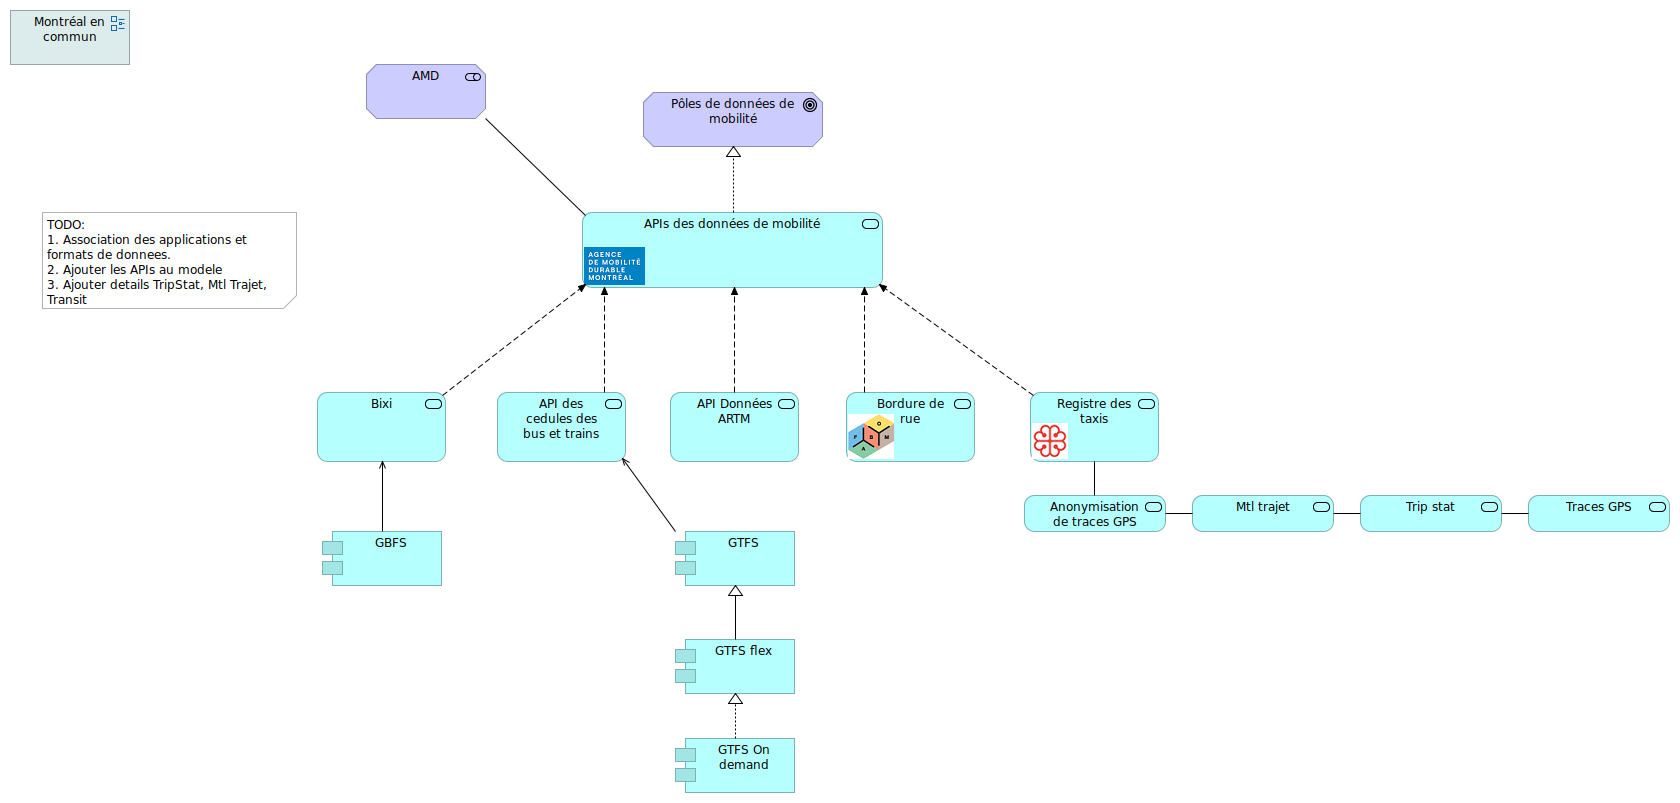 Montréal en
commun
AMD
Pôles de données de
mobilité
TODO:
1. Association des applications et
formats de donnees.
2. Ajouter les APIs au modele
3. Ajouter details TripStat, Mtl Trajet,
Transit
APIs des données de mobilité
AGENCE
DE MOBILITÉ
DURABLE
MONTRÉAL
Bixi
API des
cedules des
bus et trains
API Données
ARTM
Bordure de
rue
O
F B M
A
Registre des
taxis
Anonymisation
de traces GPS
Mtl trajet
Trip stat
Traces GPS
GBFS
GTFS
GTFS flex
GTFS On
demand